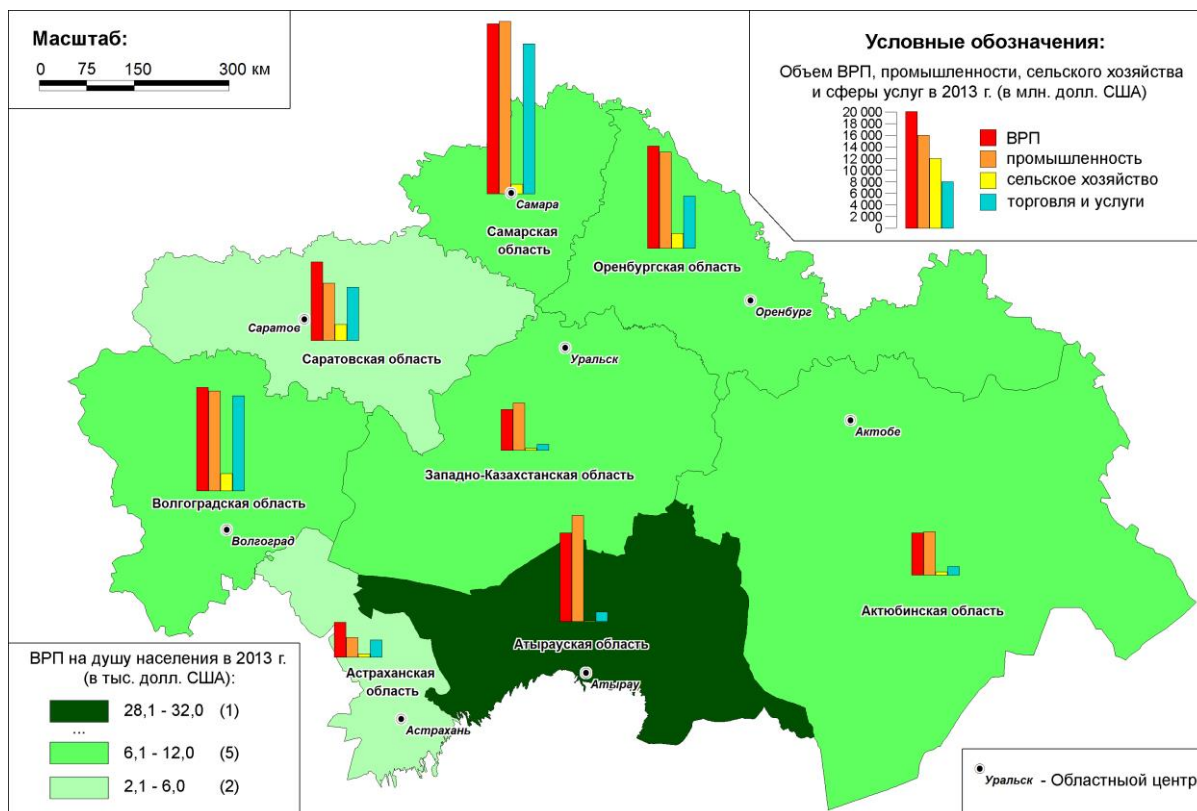 Масштаб:
0 75 150 300 км
Условные обозначения:
Объем ВРП, промышленности, сельского хозяйства
и сферы услуг в 2013 г. (в млн. долл. США)
20 000
18 000
16 000
14 000
12 000
10 000
8 000
6 000
4 000
2 000
0
ВРП
промышленность
сельское хозяйство
торговля и услуги
Самара
Самарская
область
Оренбургская область
Оренбург
Саратов
Саратовская область
Уральск
Актобе
Западно-Казахстанская область
Волгоградская область
Волгоград
Актюбинская область
Атырауская область
Атырау
Астраханская
область
Астрахань
ВРП на душу населения в 2013 г.
(в тыс. долл. США):
28,1 - 32,0 (1)
...
6,1 - 12,0 (5)
2,1 - 6,0 (2)
Уральск - Областныой центр